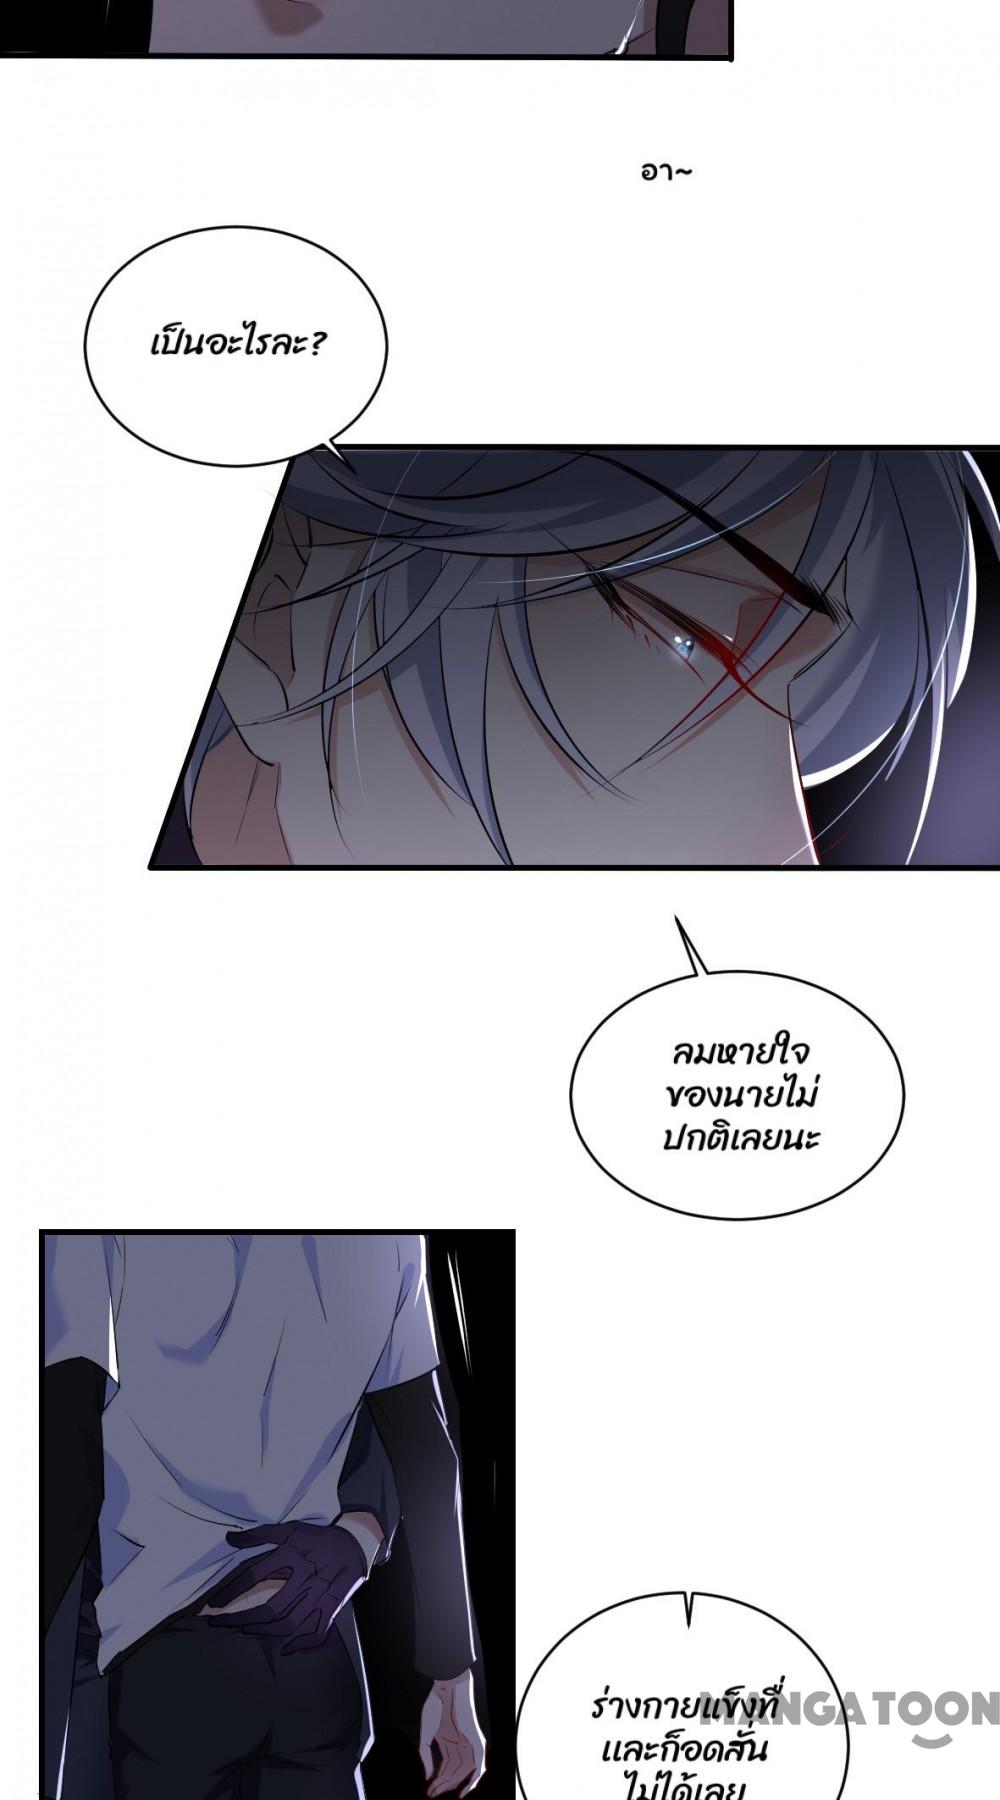 อา~
เป็นอะไรละ?
ลมหายใจ
ของนายไม่
ปกติเลยนะ
ร่างกายแข็งที่
และก็อดสั่น
ไม่ได้เลย
MANGATOON